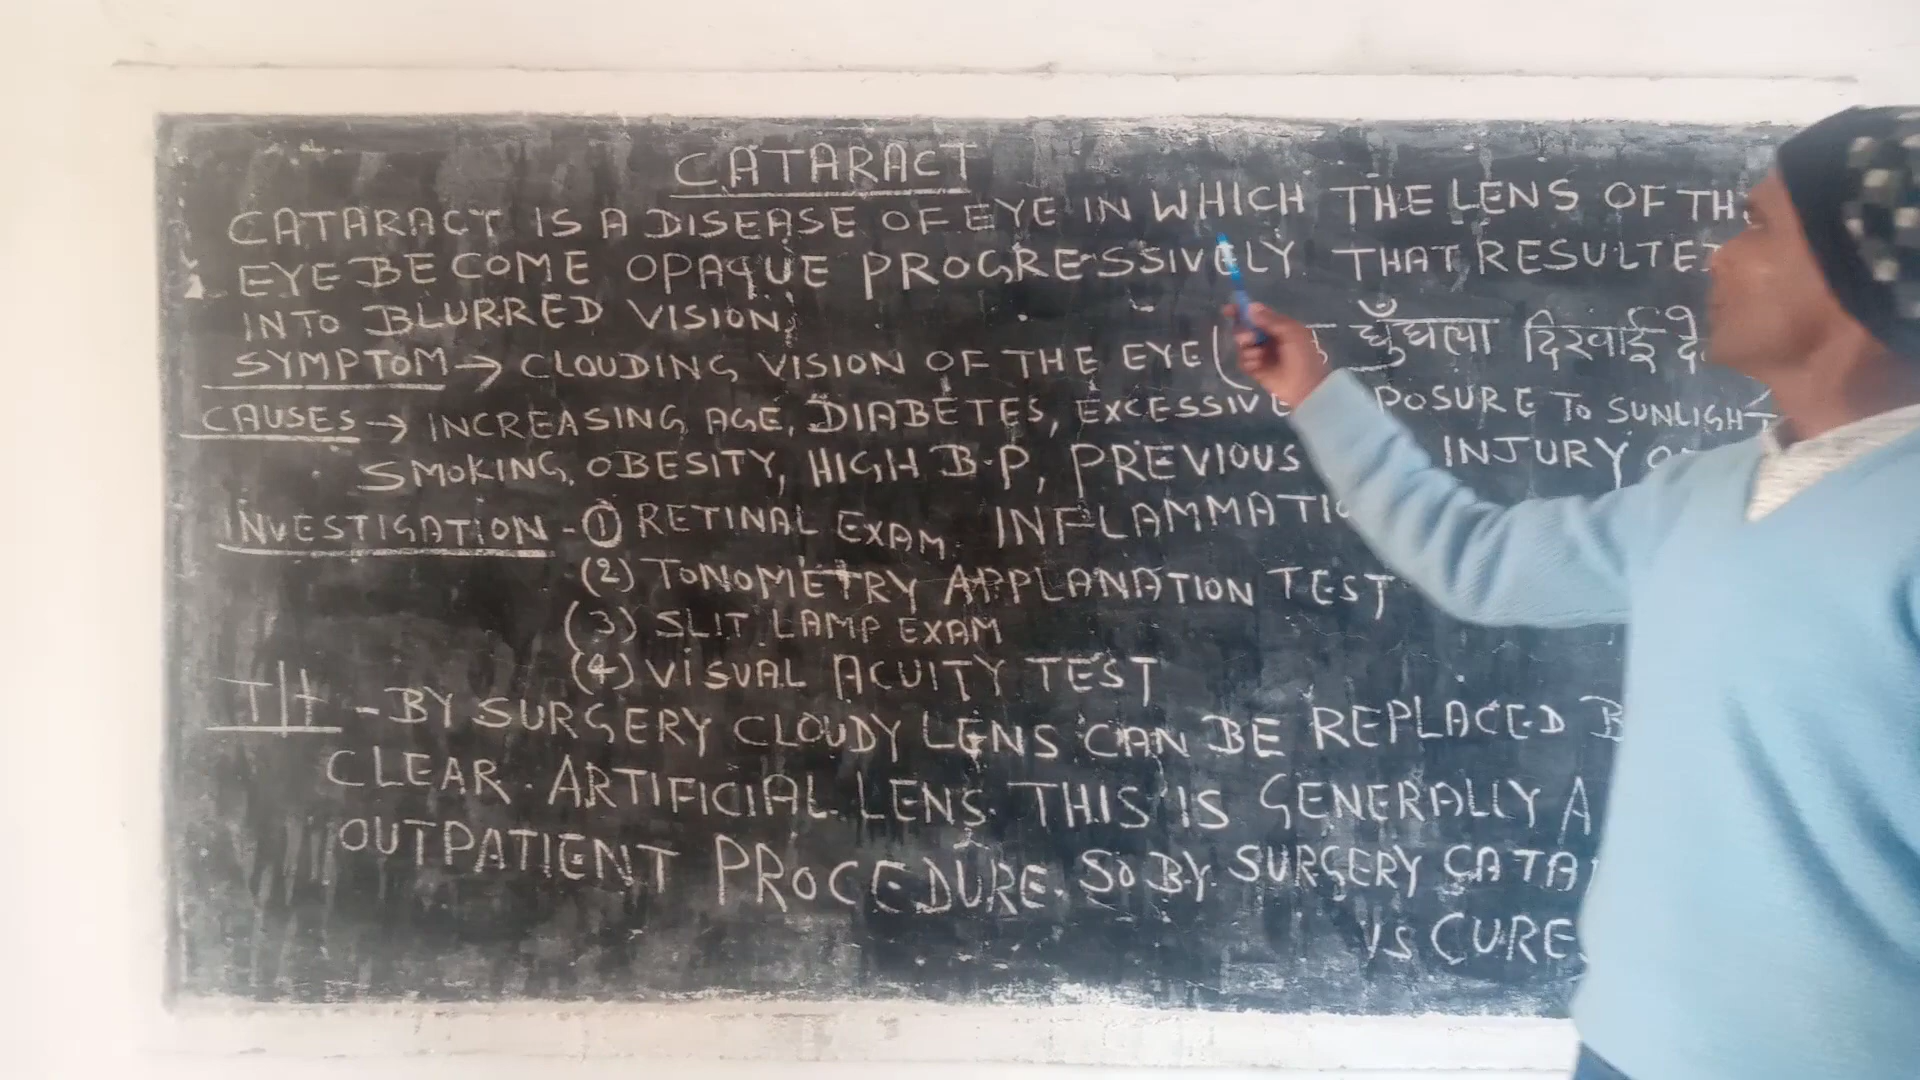 CATARACT
CATARACT IS A DISEASE OF EYE IN WHICH THE LENS OF TH
EYE BECOME OPAQUE PROGRESSIVELY. THAT RESULTE
INTO BLURRED VISION,
SYMPTOM → CLOUDING VISION OF THE EYE ( धुँधला दिखाई दे
CAUSES → INCREASING AGE, DIABETES, EXCESSIVE POSURE TO SUNLIGHT
SMOKING, OBESITY, HIGH B.P, PREVIOUS INJURY O
INVESTIGATION - ① RETINAL EXAM. INFLAMMATIO
(2) TONOMETRY APPLANATION TEST
(3) SLIT LAMP EXAM
(4) VISUAL ACUITY TEST
T/t - BY SURGERY CLOUDY LENS CAN BE REPLACED B
CLEAR. ARTIFICIAL LENS. THIS IS GENERALLY A
OUTPATIENT PROCEDURE. SO BY. SURGERY CATA
IS CURE